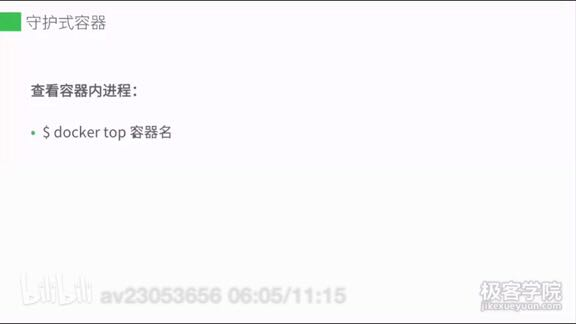 守护式容器
查看容器内进程：
• $ docker top 容器名
bilibili av23053656 06:05/11:15
极客学院
jikexueyuan.com